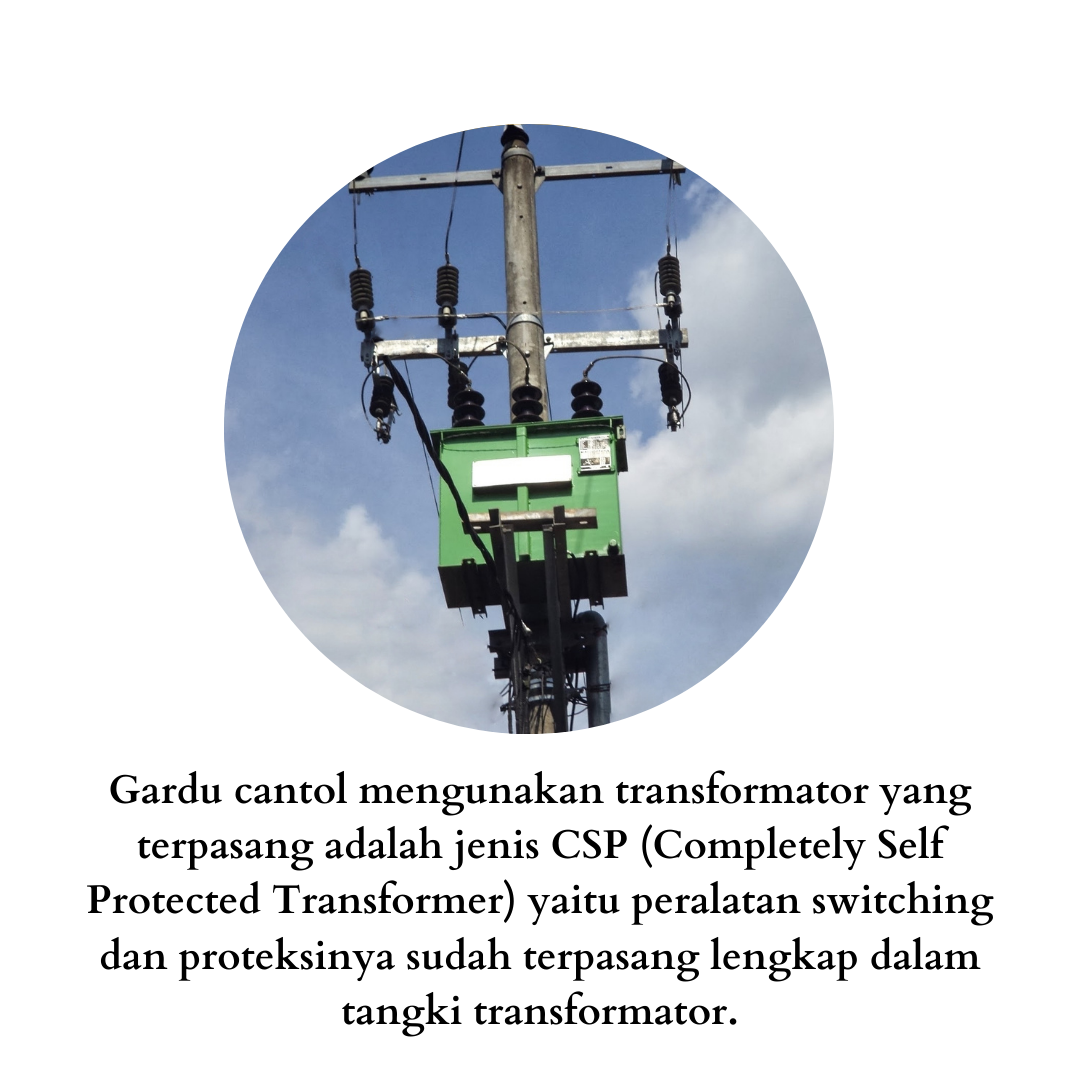 Gardu cantol mengunakan transformator yang
terpasang adalah jenis CSP (Completely Self
Protected Transformer) yaitu peralatan switching
dan proteksinya sudah terpasang lengkap dalam
tangki transformator.